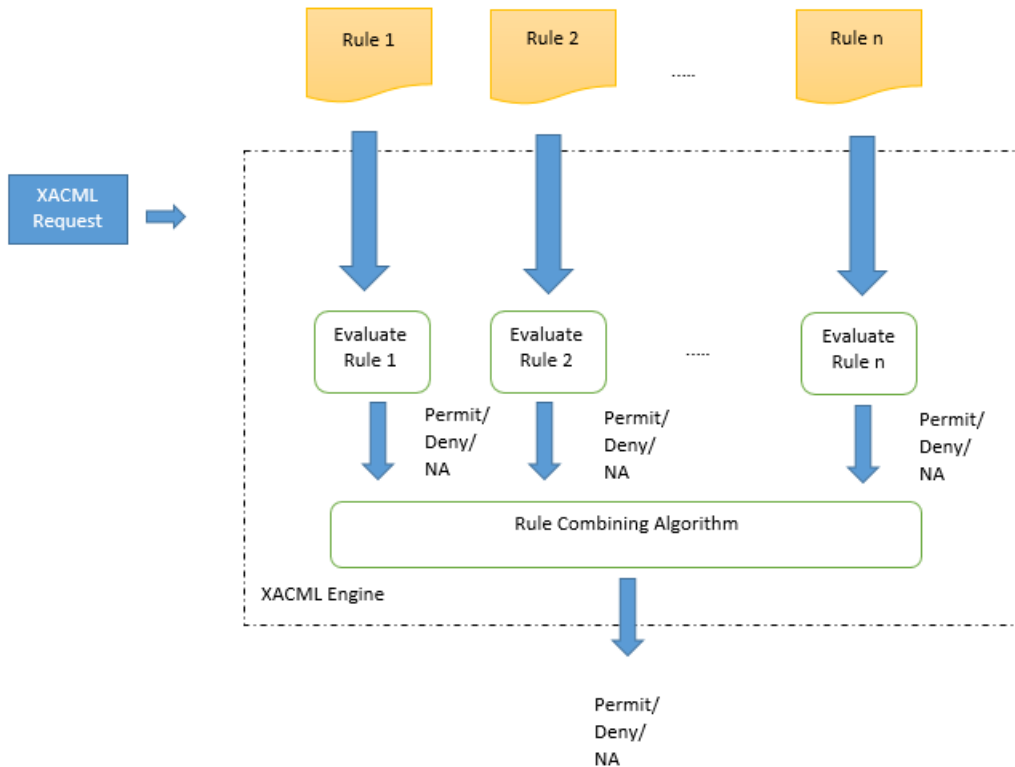 Rule 1
Rule 2
Rule n
.....
XACML
Request
Evaluate
Rule 1
Evaluate
Rule 2
.....
Evaluate
Rule n
Permit/
Deny/
NA
Permit/
Deny/
NA
Permit/
Deny/
NA
Rule Combining Algorithm
XACML Engine
Permit/
Deny/
NA